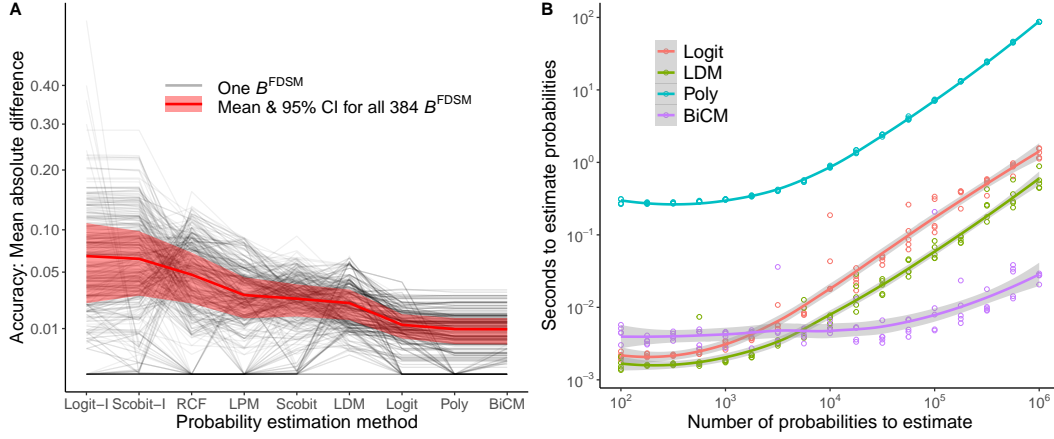 A
Accuracy: Mean absolute difference
0.40
0.30
0.20
0.10
0.05
0.01
One B^FDSM
Mean & 95% CI for all 384 B^FDSM
Logit−I Scobit−I RCF LPM Scobit LDM Logit Poly BiCM
Probability estimation method
B
Seconds to estimate probabilities
10^2
10^1
10^0
10^−1
10^−2
10^−3
Logit
LDM
Poly
BiCM
10^2 10^3 10^4 10^5 10^6
Number of probabilities to estimate